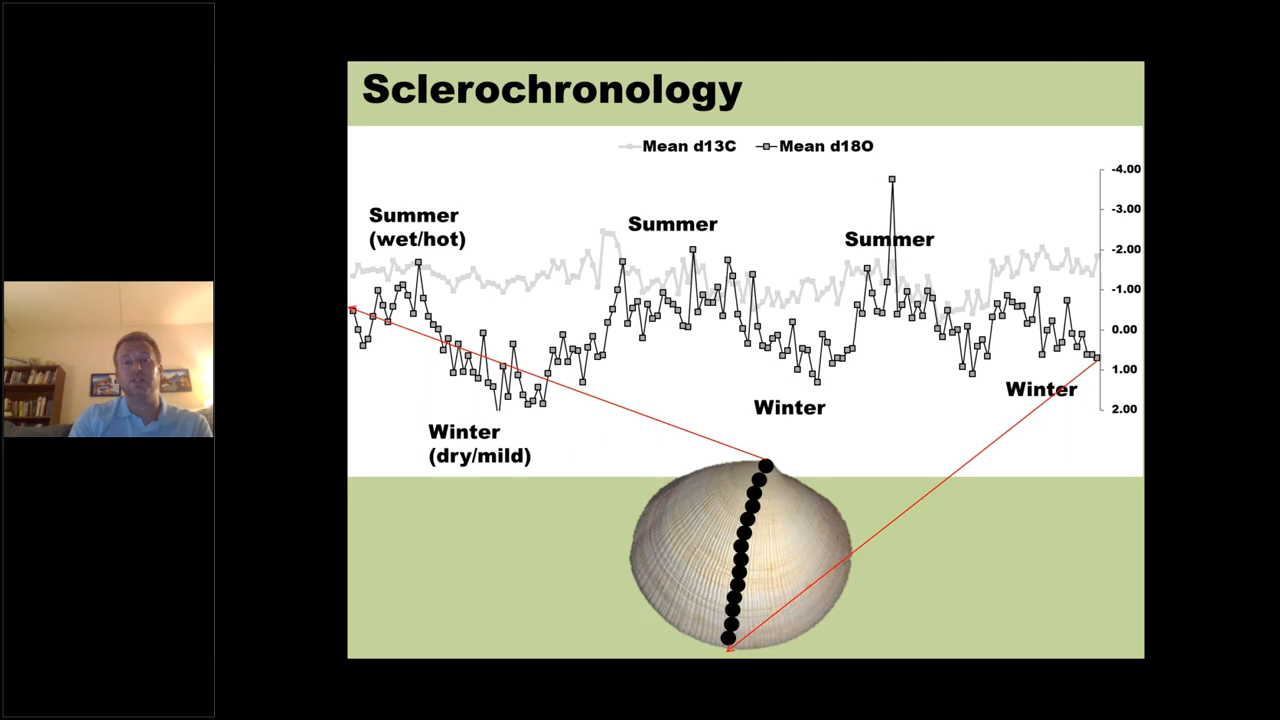 Sclerochronology
Mean d13C
Mean d18O
-4.00
-3.00
-2.00
-1.00
0.00
1.00
2.00
Summer
(wet/hot)
Summer
Summer
Winter
(dry/mild)
Winter
Winter